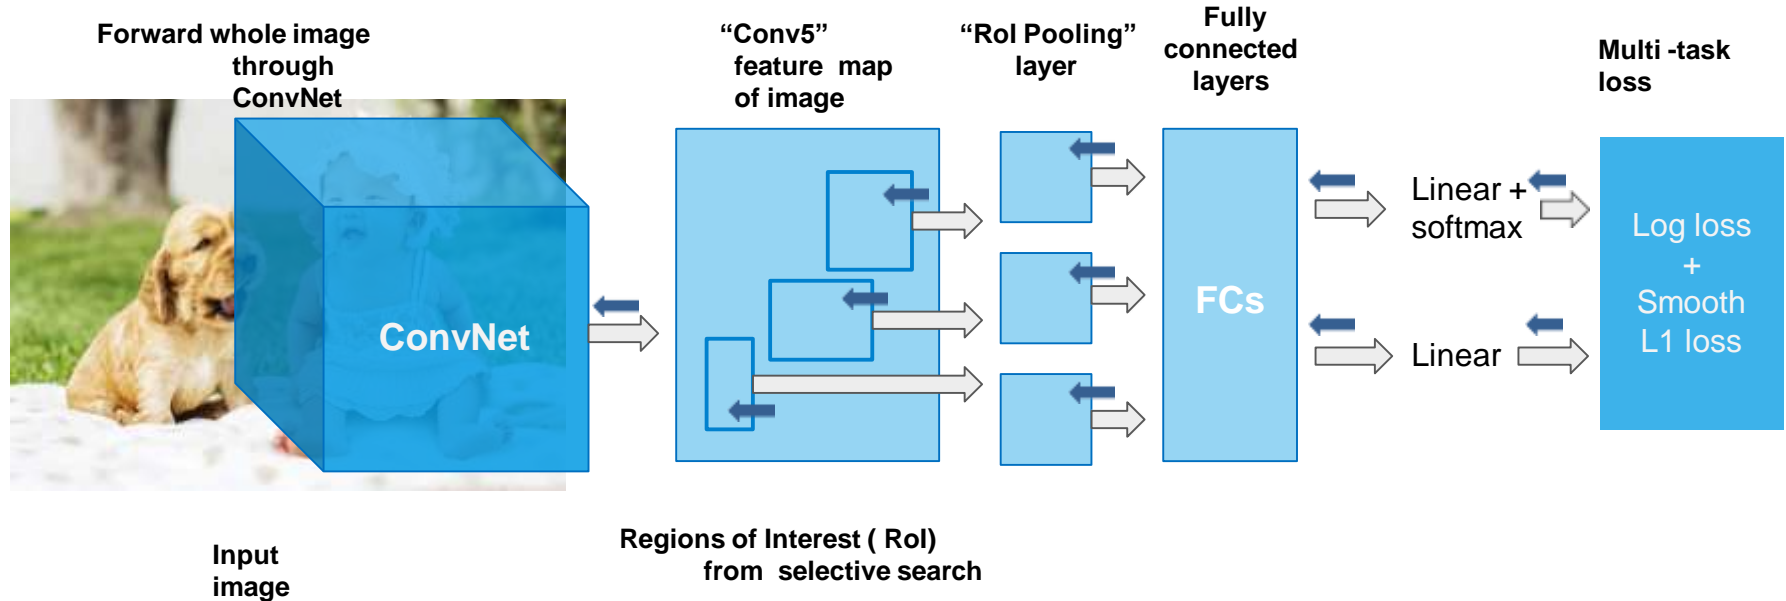 Forward whole image
through
ConvNet
“Conv5”
feature map
of image
“RoI Pooling”
layer
Fully
connected
layers
Multi -task
loss
ConvNet
FCs
Linear +
softmax
Linear
Log loss
+
Smooth
L1 loss
Input
image
Regions of Interest ( RoI)
from selective search